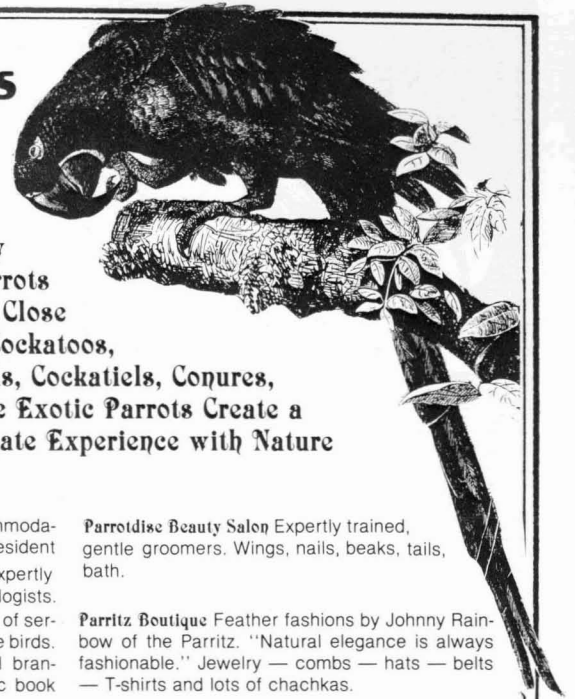 s
rrots
Close
ockatoos,
s, Cockatiels, Conures,
e Exotic Parrots Create a
ate Experience with Nature
mmoda-
esident
xpertly
logists.
of ser-
e birds.
l bran-
c book
Parrotdise Beauty Salon Expertly trained,
gentle groomers. Wings, nails, beaks, tails,
bath.
Parritz Boutique Feather fashions by Johnny Rain-
bow of the Parritz. "Natural elegance is always
fashionable." Jewelry — combs — hats — belts
— T-shirts and lots of chachkas.